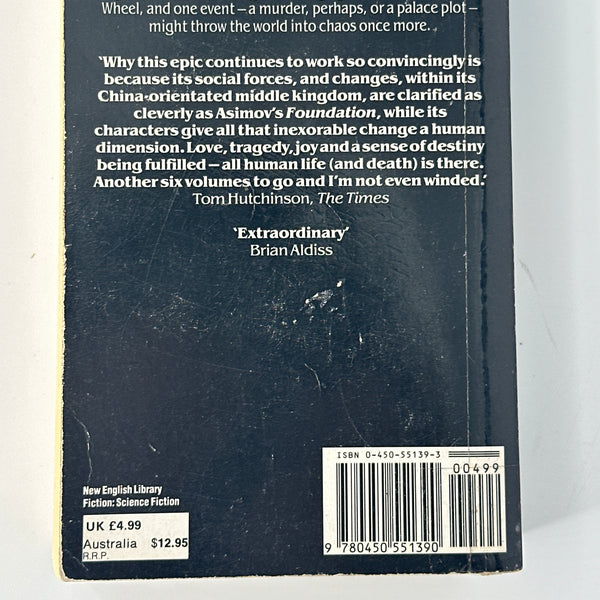 Wheel, and one event – a murder, perhaps, or a palace plot –
might throw the world into chaos once more.
‘Why this epic continues to work so convincingly is
because its social forces, and changes, within its
China-orientated middle kingdom, are clarified as
cleverly as Asimov's Foundation, while its
characters give all that inexorable change a human
dimension. Love, tragedy, joy and a sense of destiny
being fulfilled – all human life (and death) is there.
Another six volumes to go and I'm not even winded.’
Tom Hutchinson, The Times
‘Extraordinary’
Brian Aldiss
New English Library
Fiction: Science Fiction
UK £4.99
Australia $12.95
R.R.P.
ISBN 0-450-55139-3
00499
9 780450 551390